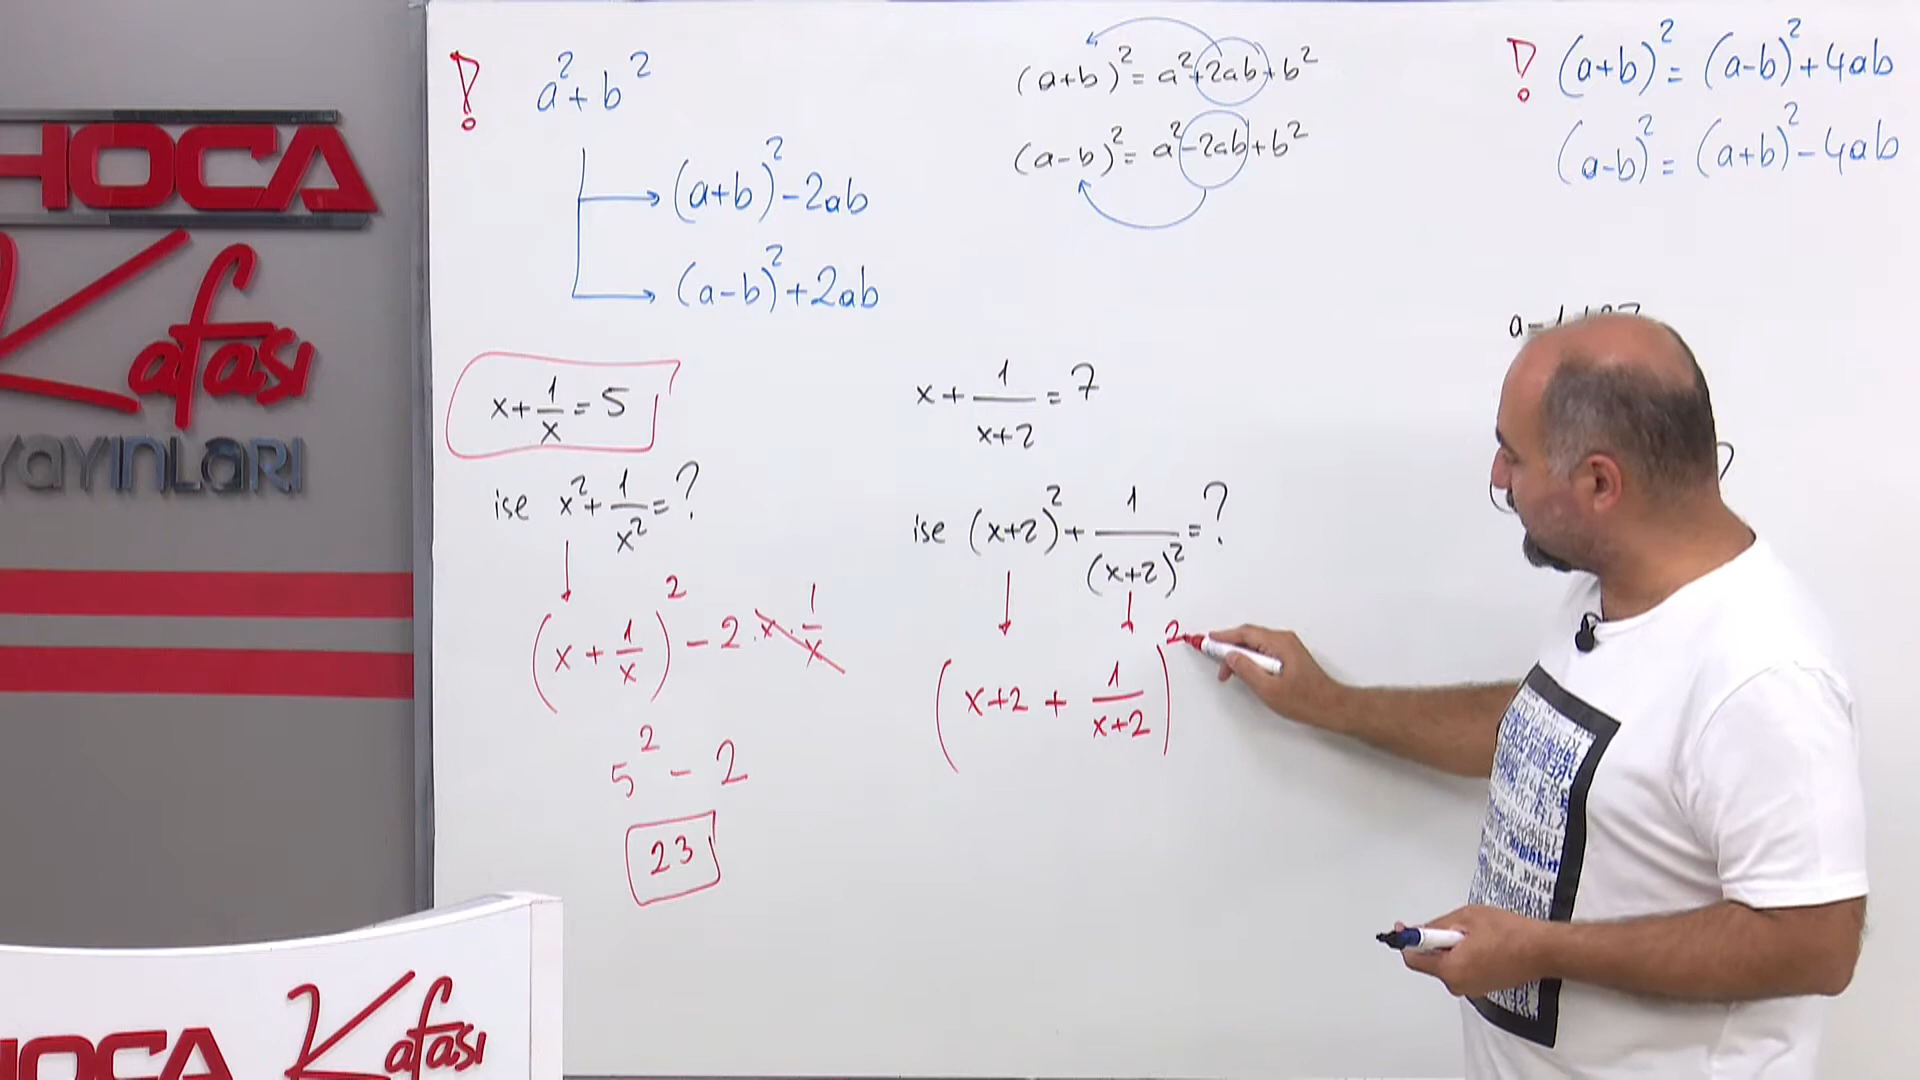 HOCA
Kafası
YAYINLARI
! a² + b²
→ (a+b)² - 2ab
→ (a-b)² + 2ab
(a+b)² = a² + 2ab + b²
(a-b)² = a² - 2ab + b²
! (a+b)² = (a-b)² + 4ab
(a-b)² = (a+b)² - 4ab
x + 1/x = 5
ise x² + 1/x² = ?
(x + 1/x)² - 2·x·1/x
5² - 2
23
x + 1/(x+2) = 7
ise (x+2)² + 1/(x+2)² = ?
(x+2 + 1/(x+2))²
HOCA
Kafası